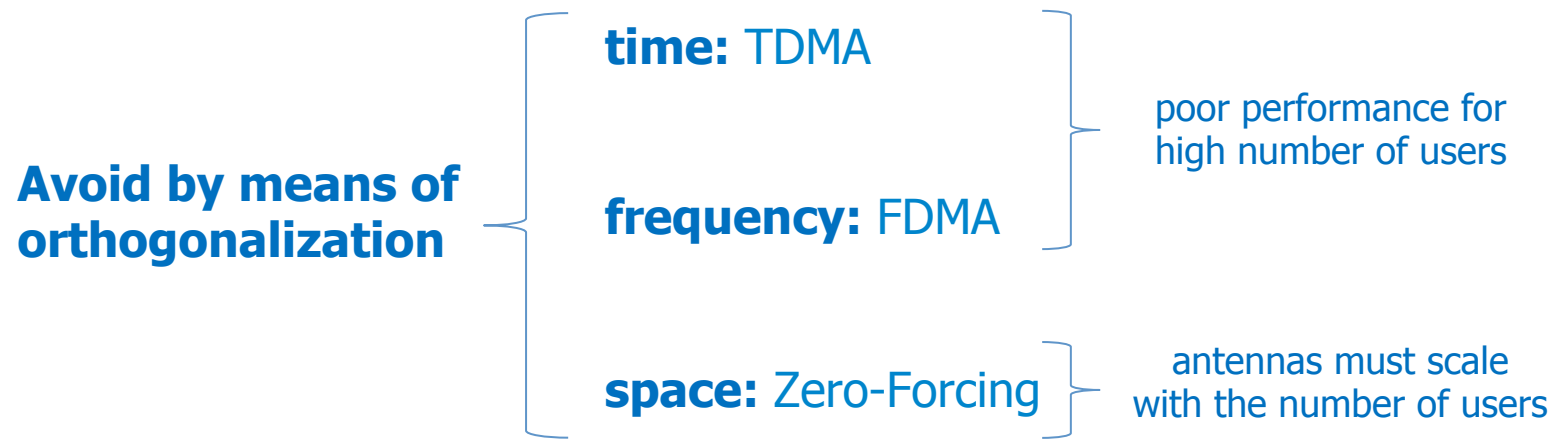 Avoid by means of
orthogonalization
time: TDMA
frequency: FDMA
space: Zero-Forcing
poor performance for
high number of users
antennas must scale
with the number of users